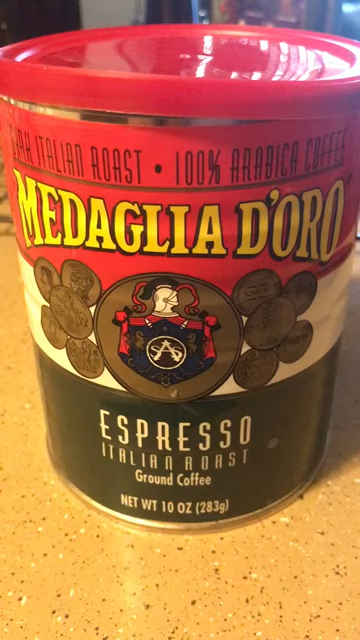 DARK ITALIAN ROAST • 100% ARABICA COFFEE
MEDAGLIA D'ORO
ESPRESSO
ITALIAN ROAST
Ground Coffee
NET WT 10 OZ (283g)